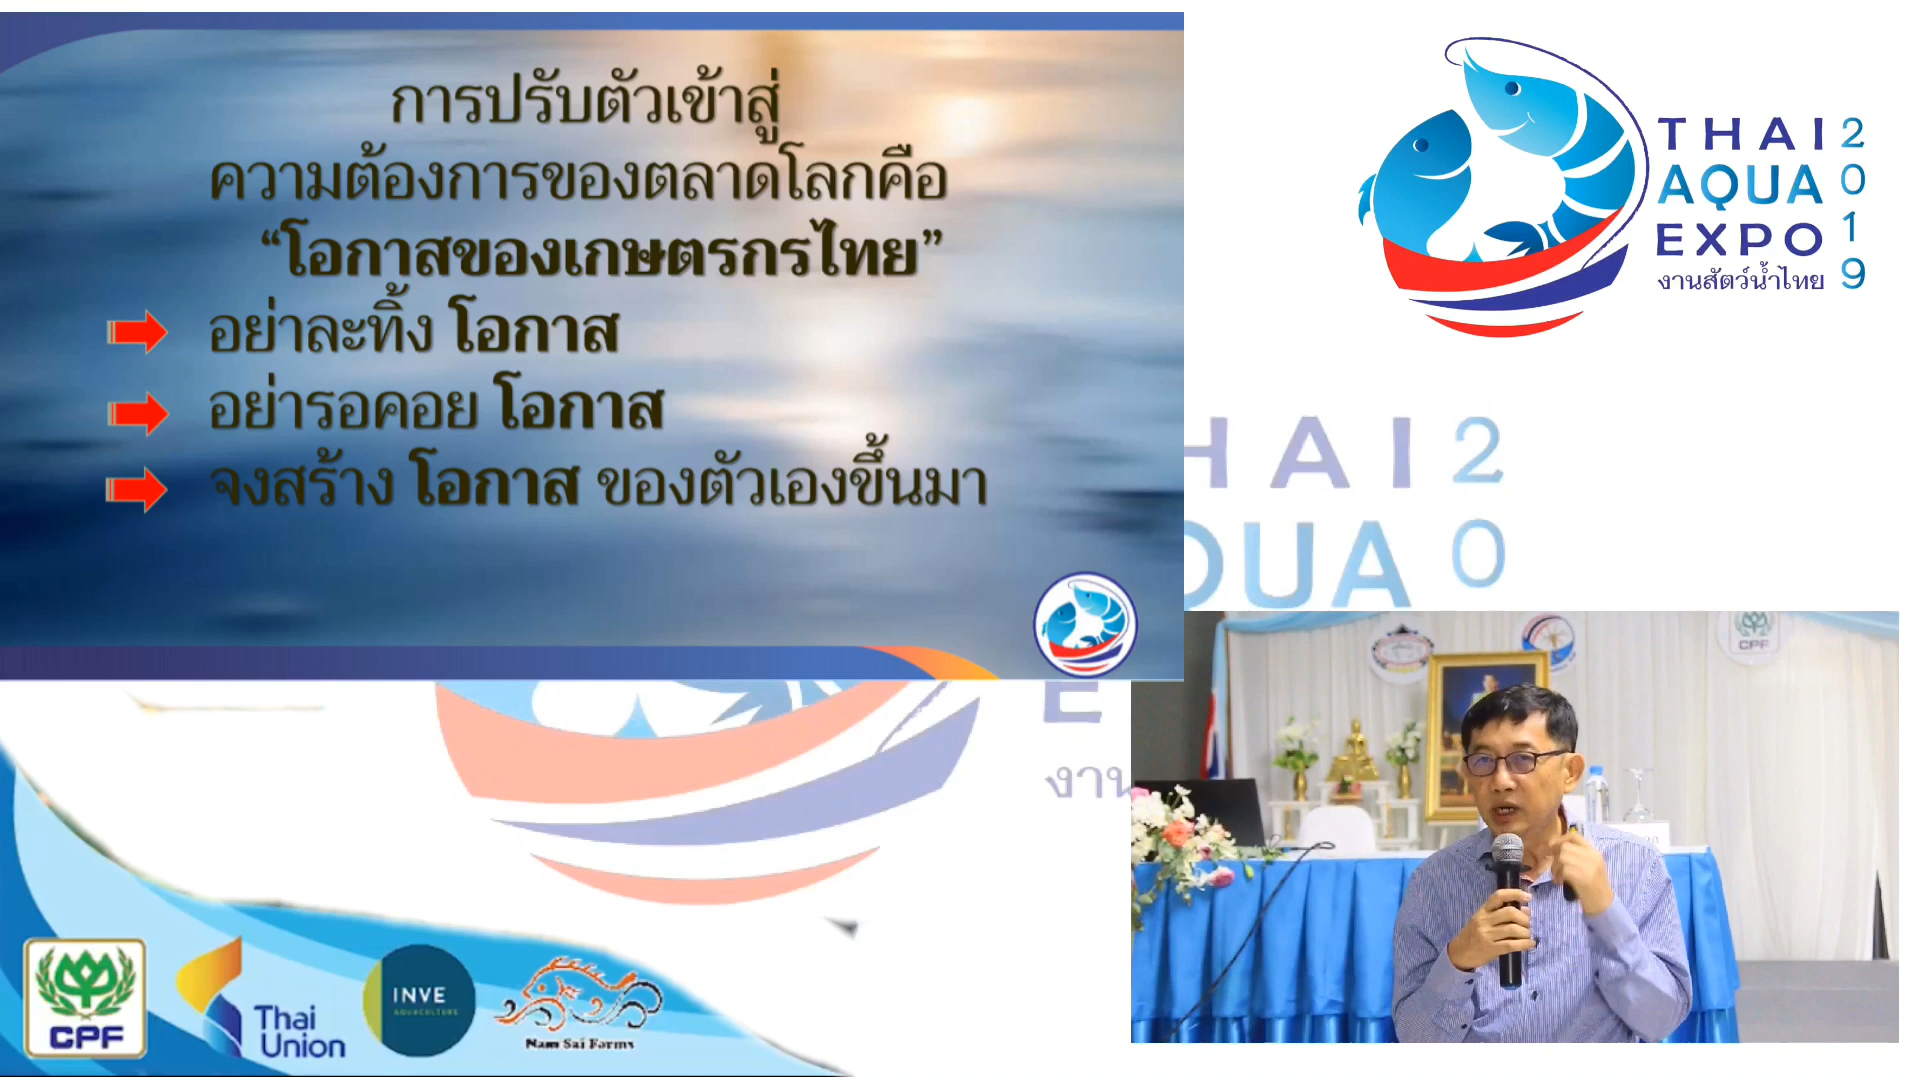 การปรับตัวเข้าสู่
ความต้องการของตลาดโลกคือ
“โอกาสของเกษตรกรไทย”
อย่าละทิ้ง โอกาส
อย่ารอคอย โอกาส
จงสร้าง โอกาส ของตัวเองขึ้นมา
THAI
AQUA
EXPO
งานสัตว์น้ำไทย
2019
HAI 2
QUA 0
E
งาน
CPF
CPF
Thai
Union
INVE
AQUACULTURE
Nam Sai Farms